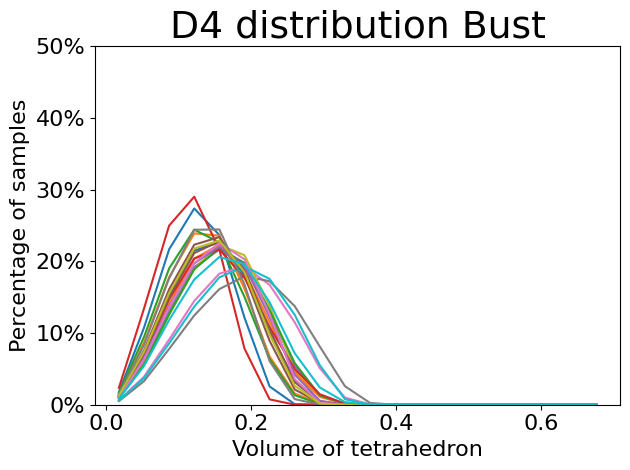 D4 distribution Bust
50%
40%
30%
20%
10%
0%
Percentage of samples
0.0 0.2 0.4 0.6
Volume of tetrahedron